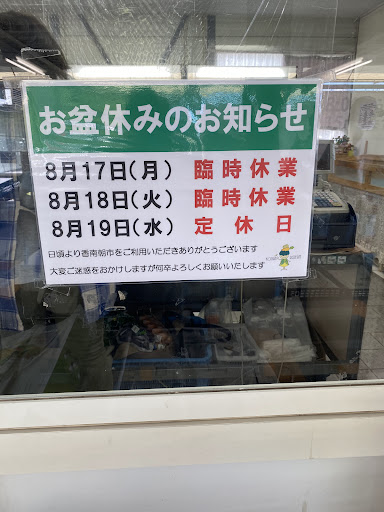 お盆休みのお知らせ
8月17日(月) 臨時休業
8月18日(火) 臨時休業
8月19日(水) 定休日
日頃より香南朝市をご利用いただきありがとうございます
大変ご迷惑をおかけしますが何卒よろしくお願いいたします